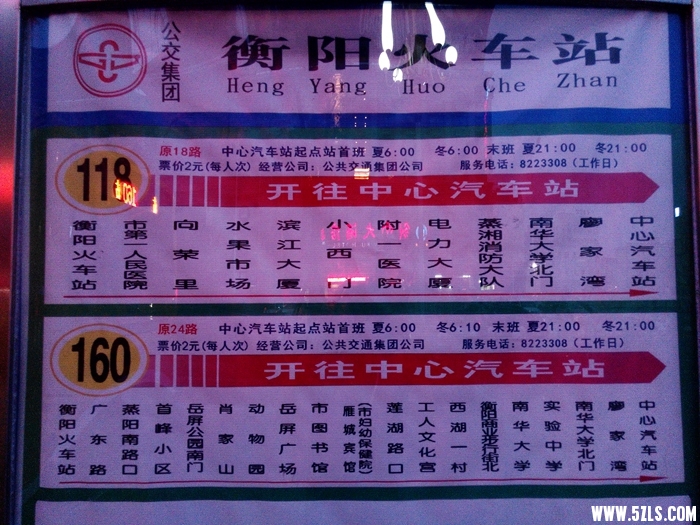 公交集团
衡阳火车站
Heng Yang Huo Che Zhan
118
原18路 中心汽车站起点站首班 夏6:00 冬6:00 末班 夏21:00 冬21:00
票价2元(每人次) 经营公司：公共交通集团公司 服务电话：8223308(工作日)
开往中心汽车站
衡阳火车站
市第一人民医院
向荣里
水果市场
滨江大厦
小西门
附一医院
电力大厦
蒸湘消防大队
南华大学北门
廖家湾
中心汽车站
160
原24路 中心汽车站起点站首班 夏6:00 冬6:10 末班 夏21:00 冬21:00
票价2元(每人次) 经营公司：公共交通集团公司 服务电话：8223308(工作日)
开往中心汽车站
衡阳火车站
广东路
蒸阳南路口
首峰小区
岳屏公园南门
肖家山
动物园
岳屏广场
市图书馆
雁城宾馆
(市妇幼保健院)
莲湖路口
工人文化宫
西湖一村
衡阳商业步行街北
南华大学
实验中学
南华大学北门
廖家湾
中心汽车站
WWW.5ZLS.COM